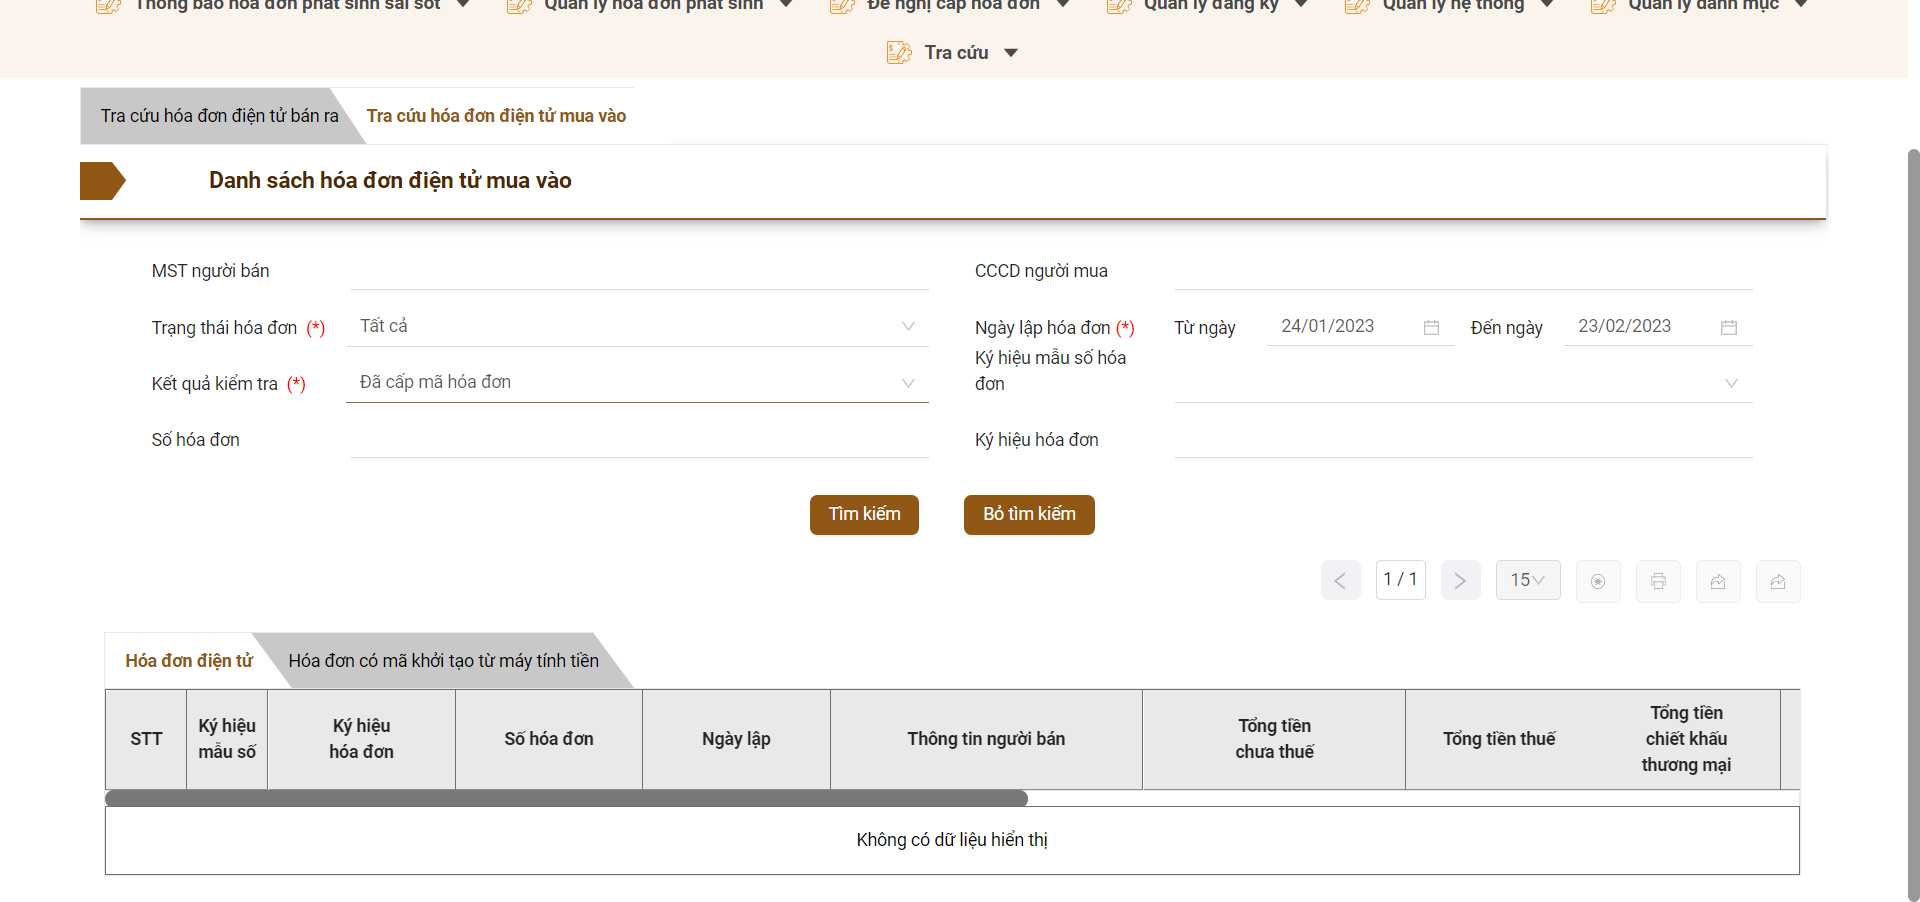 Thông báo hóa đơn phát sinh sai sót
Quản lý hóa đơn phát sinh
Đề nghị cấp hóa đơn
Quản lý đăng ký
Quản lý hệ thống
Quản lý danh mục
Tra cứu
Tra cứu hóa đơn điện tử bán ra
Tra cứu hóa đơn điện tử mua vào
Danh sách hóa đơn điện tử mua vào
MST người bán
CCCD người mua
Trạng thái hóa đơn (*)
Tất cả
Ngày lập hóa đơn (*)
Từ ngày
24/01/2023
Đến ngày
23/02/2023
Kết quả kiểm tra (*)
Đã cấp mã hóa đơn
Ký hiệu mẫu số hóa
đơn
Số hóa đơn
Ký hiệu hóa đơn
Tìm kiếm
Bỏ tìm kiếm
1 / 1
15
Hóa đơn điện tử
Hóa đơn có mã khởi tạo từ máy tính tiền
STT
Ký hiệu
mẫu số
Ký hiệu
hóa đơn
Số hóa đơn
Ngày lập
Thông tin người bán
Tổng tiền
chưa thuế
Tổng tiền thuế
Tổng tiền
chiết khấu
thương mại
Không có dữ liệu hiển thị